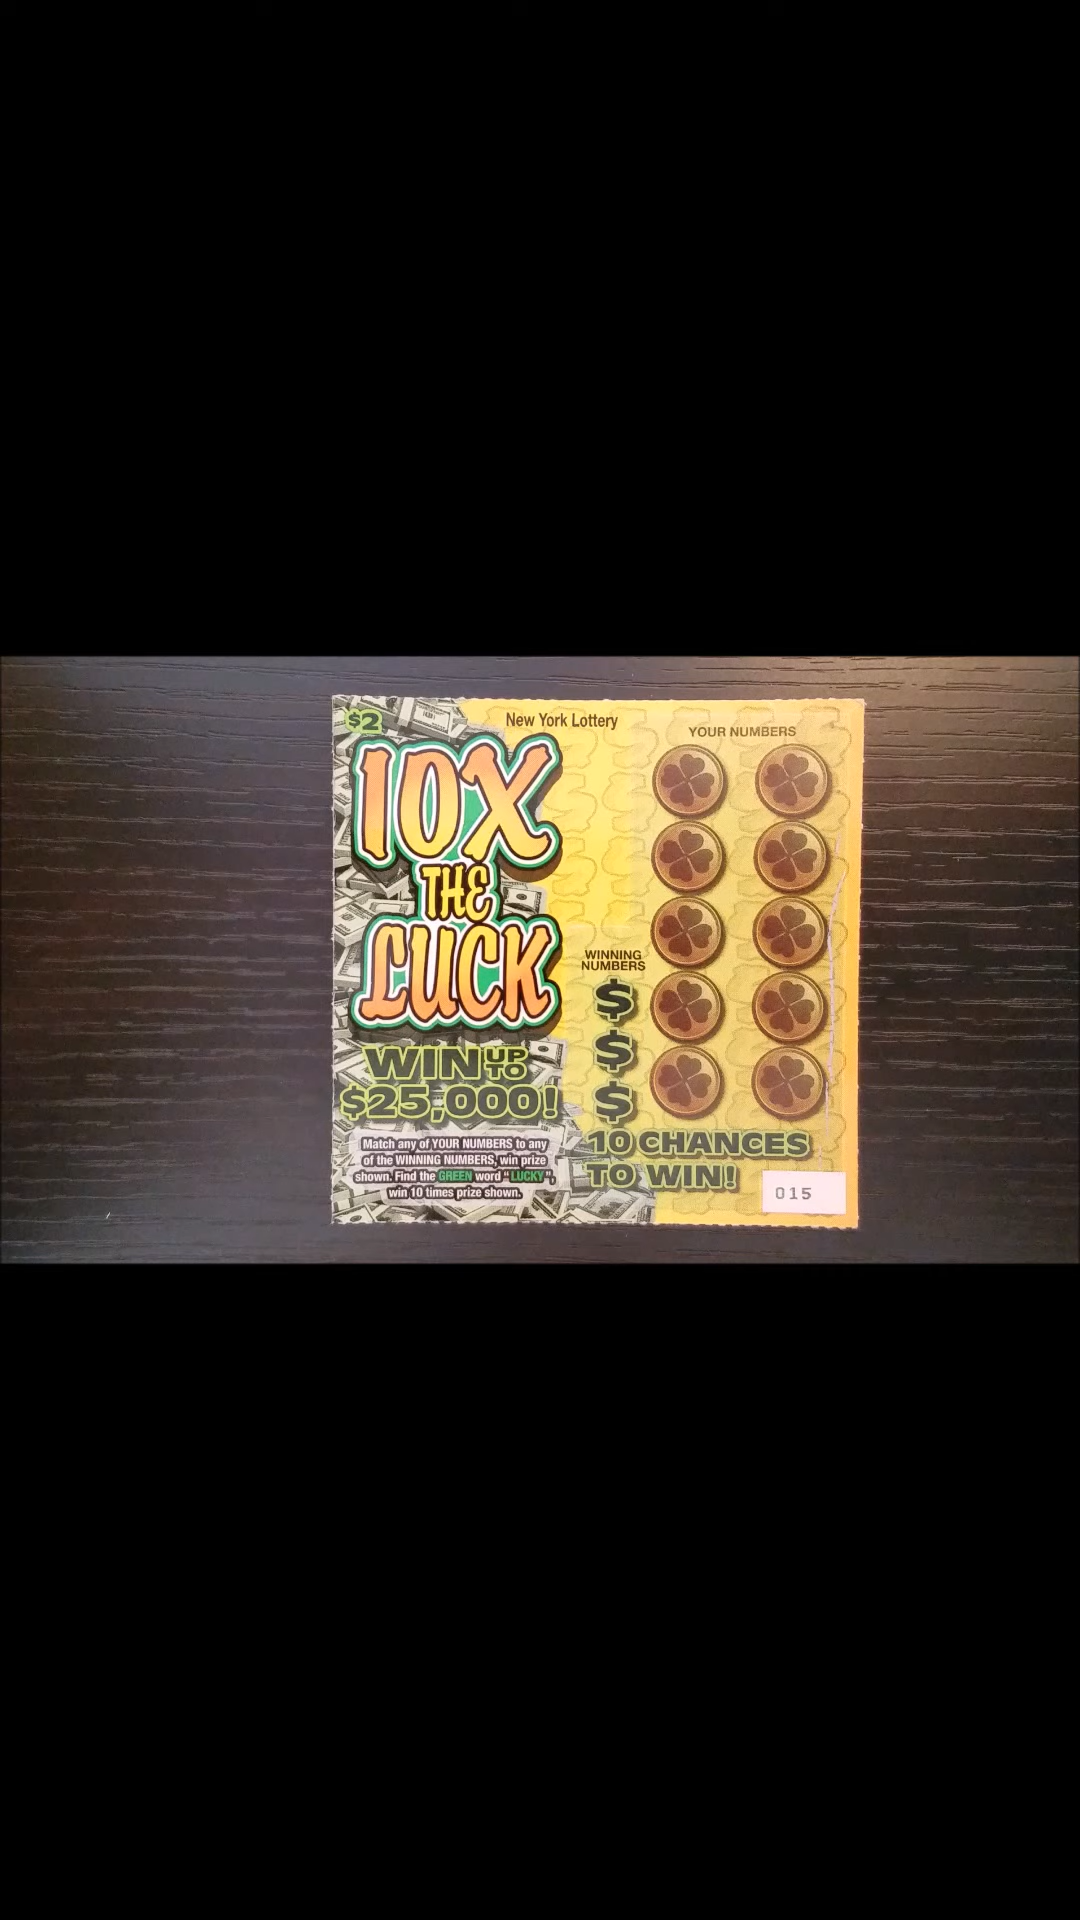 $2
New York Lottery
10X
THE
LUCK
WIN UP TO
$25,000!
Match any of YOUR NUMBERS to any
of the WINNING NUMBERS, win prize
shown. Find the GREEN word "LUCKY",
win 10 times prize shown.
YOUR NUMBERS
WINNING
NUMBERS
$
$
$
10 CHANCES
TO WIN!
015